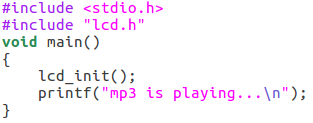 #include <stdio.h>
#include "lcd.h"
void main()
{
    lcd_init();
    printf("mp3 is playing...\n");
}